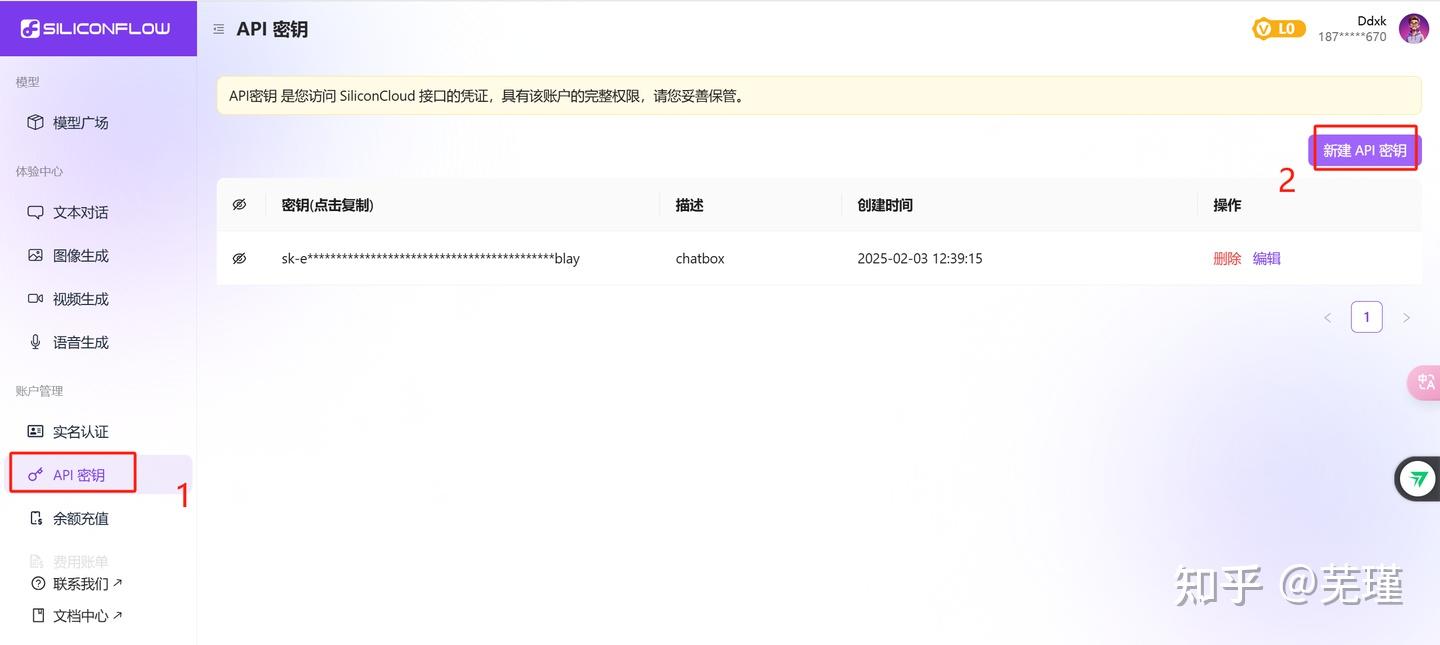 SILICONFLOW
API 密钥
L0
Ddxk
187*****670
模型
模型广场
体验中心
文本对话
图像生成
视频生成
语音生成
账户管理
实名认证
API 密钥
1
余额充值
费用账单
联系我们
文档中心
API密钥 是您访问 SiliconCloud 接口的凭证，具有该账户的完整权限，请您妥善保管。
新建 API 密钥
2
密钥(点击复制) 描述 创建时间 操作
sk-e*******************************************blay chatbox 2025-02-03 12:39:15 删除 编辑
< 1 >
中 A
知乎 @芜瑾